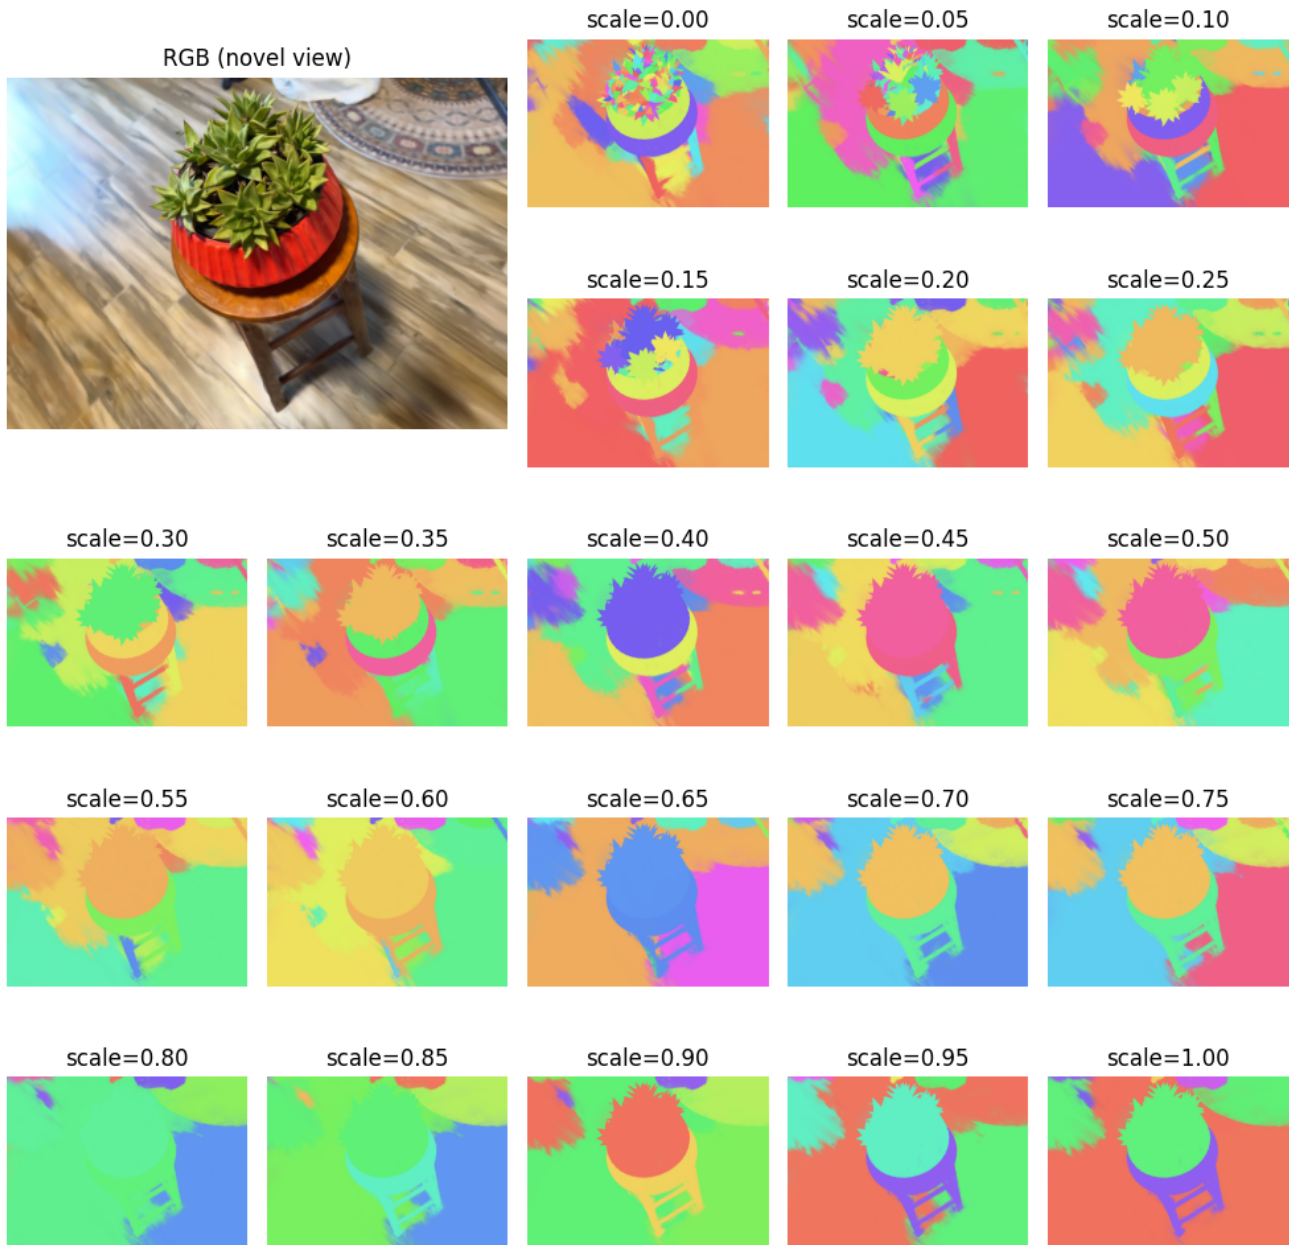 RGB (novel view)
scale=0.00
scale=0.05
scale=0.10
scale=0.15
scale=0.20
scale=0.25
scale=0.30
scale=0.35
scale=0.40
scale=0.45
scale=0.50
scale=0.55
scale=0.60
scale=0.65
scale=0.70
scale=0.75
scale=0.80
scale=0.85
scale=0.90
scale=0.95
scale=1.00